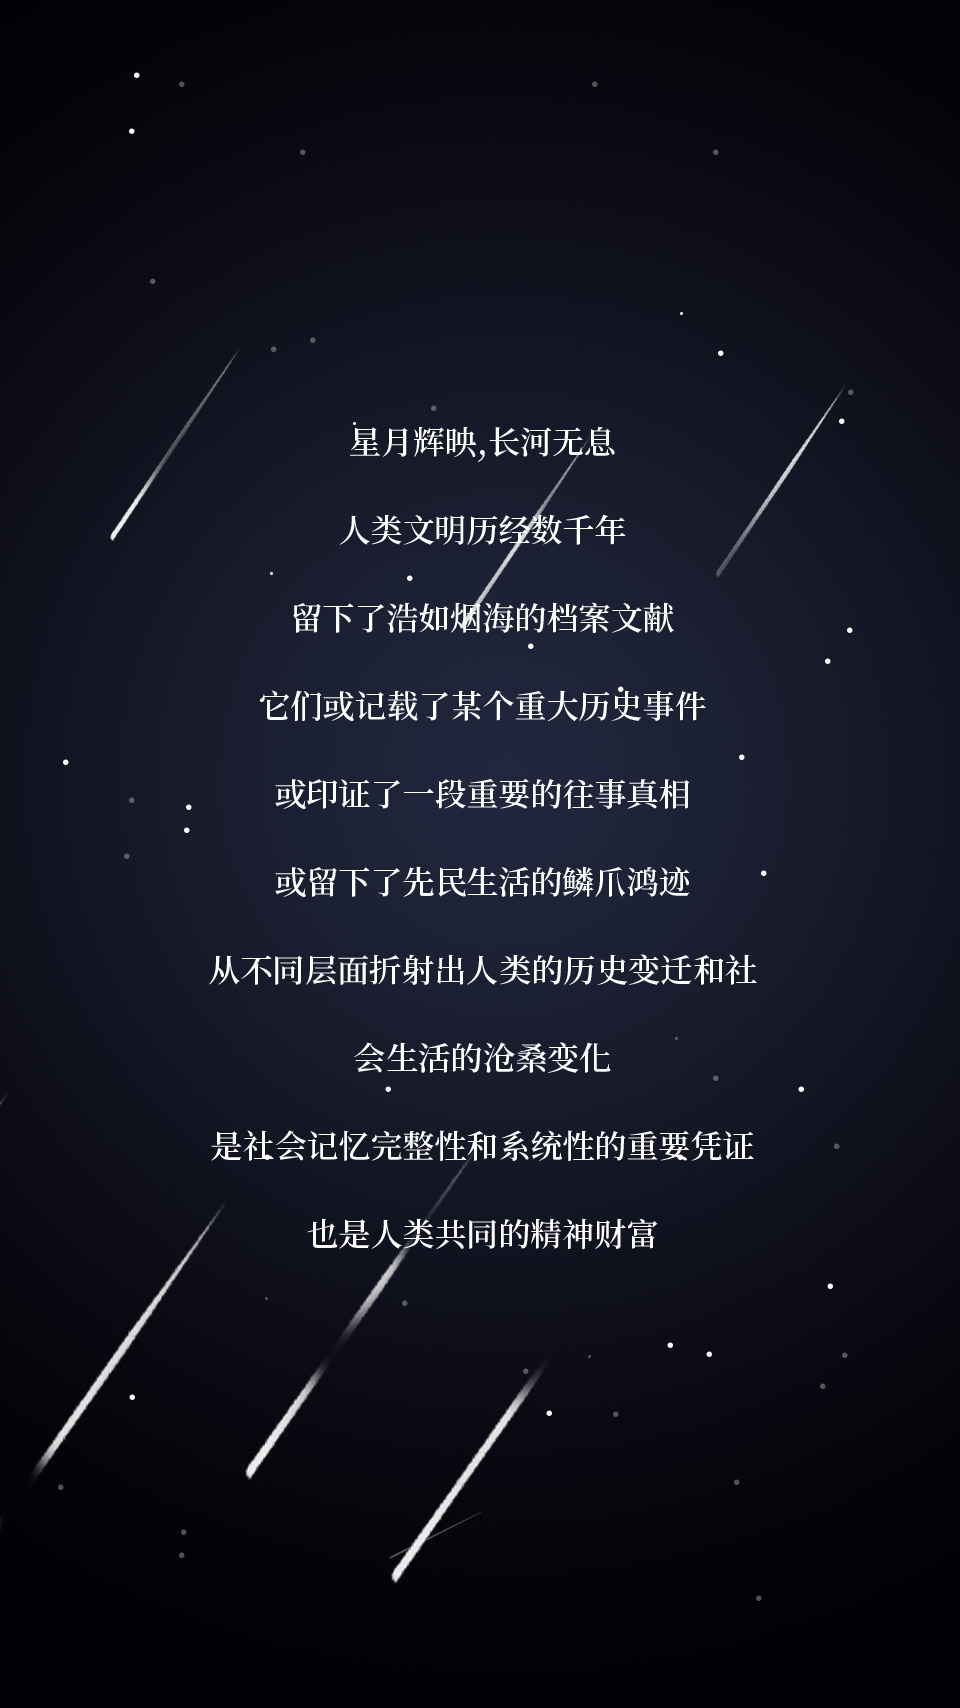 星月辉映,长河无息
人类文明历经数千年
留下了浩如烟海的档案文献
它们或记载了某个重大历史事件
或印证了一段重要的往事真相
或留下了先民生活的鳞爪鸿迹
从不同层面折射出人类的历史变迁和社
会生活的沧桑变化
是社会记忆完整性和系统性的重要凭证
也是人类共同的精神财富